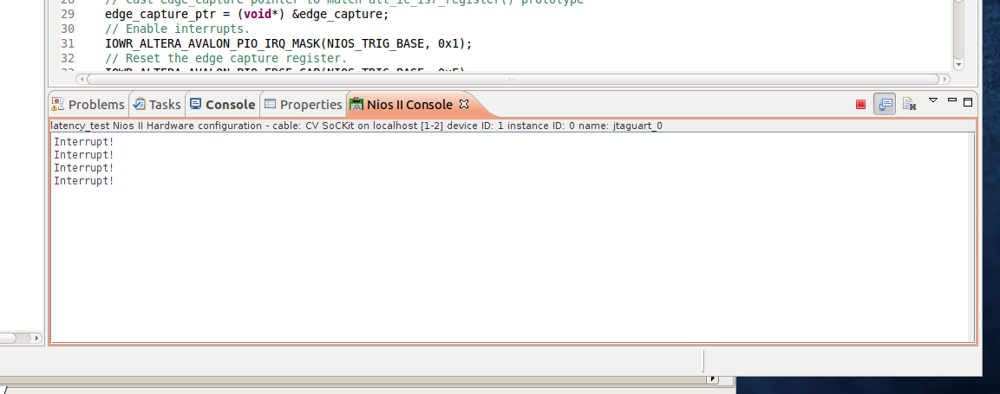 28 // Cast edge_capture pointer to match alt_ic_isr_register() prototype
29 edge_capture_ptr = (void*) &edge_capture;
30 // Enable interrupts.
31 IOWR_ALTERA_AVALON_PIO_IRQ_MASK(NIOS_TRIG_BASE, 0x1);
32 // Reset the edge capture register.
33 IOWR_ALTERA_AVALON_PIO_EDGE_CAP(NIOS_TRIG_BASE, 0xF);
Problems Tasks Console Properties Nios II Console
latency_test Nios II Hardware configuration - cable: CV SoCKit on localhost [1-2] device ID: 1 instance ID: 0 name: jtaguart_0
Interrupt!
Interrupt!
Interrupt!
Interrupt!